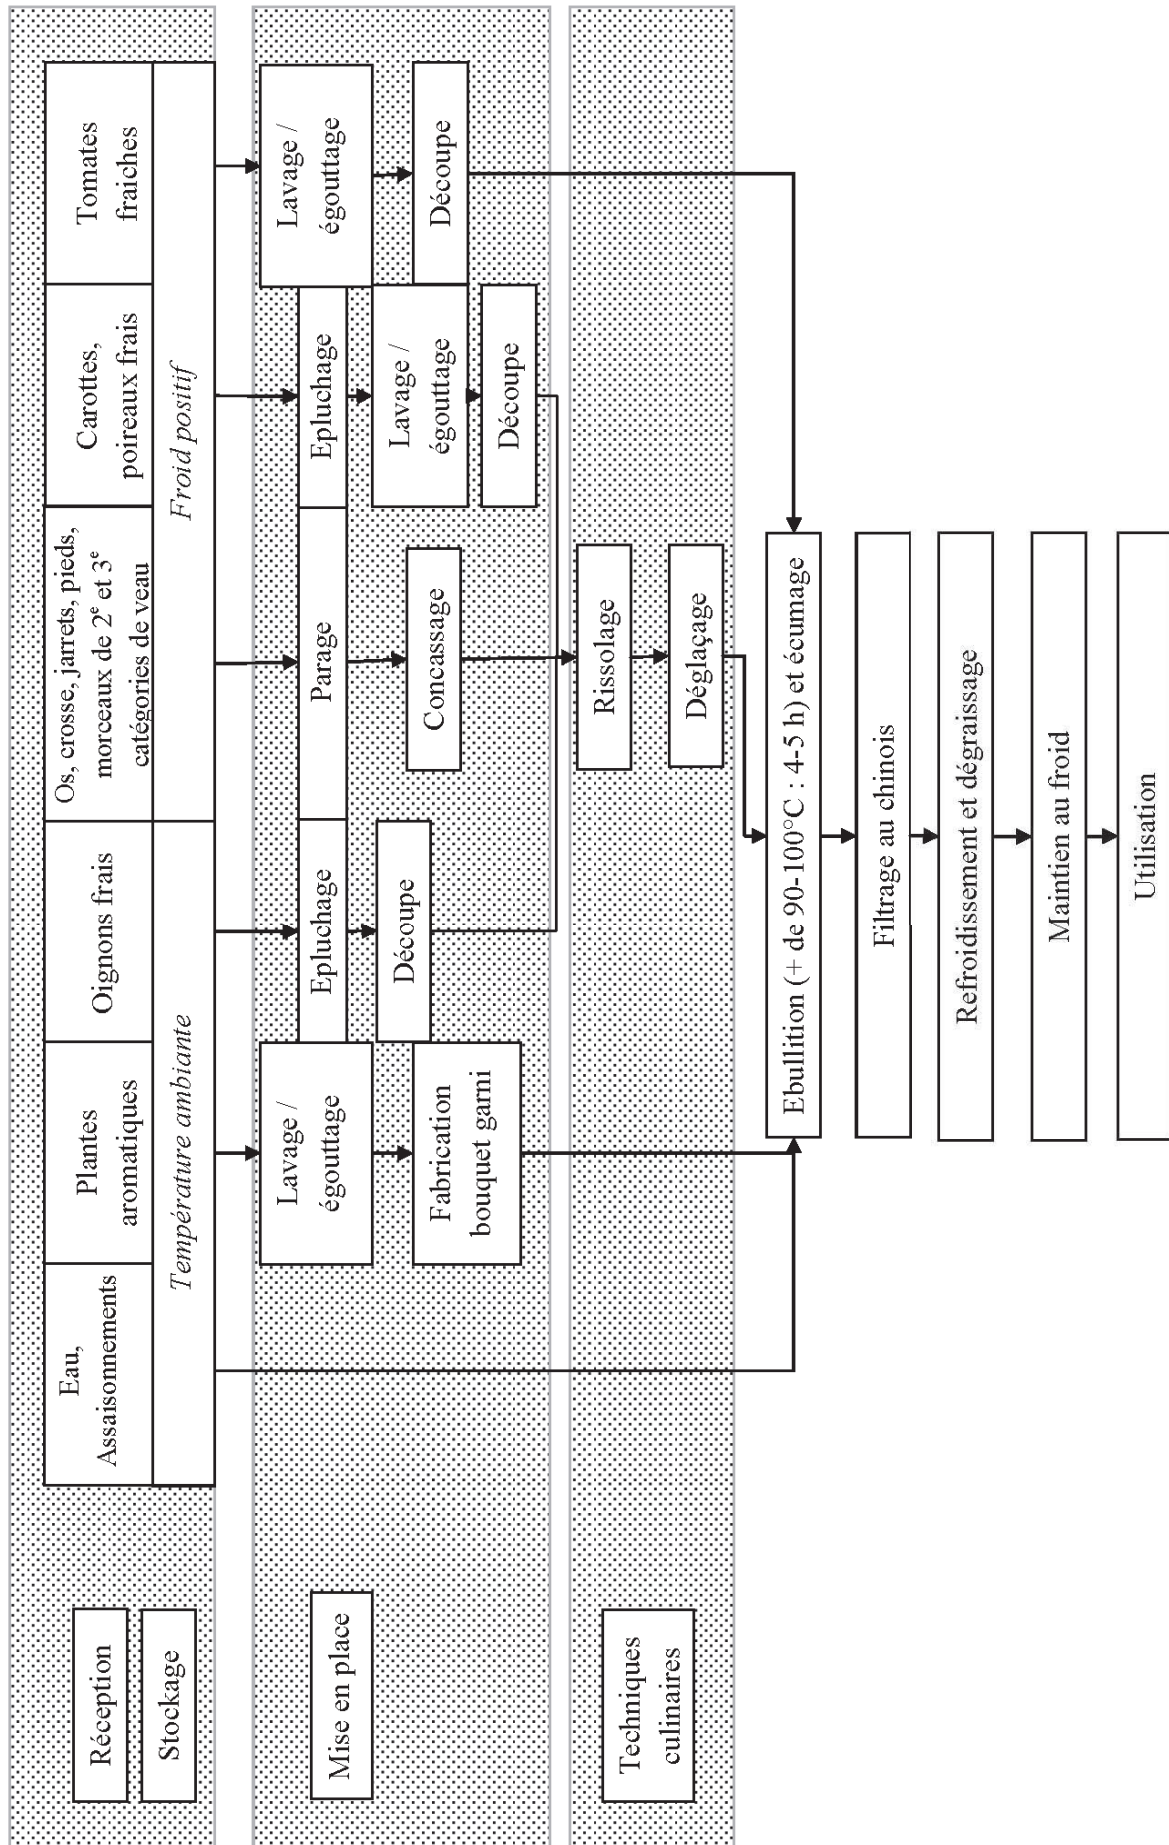 Réception
Stockage
Eau,
Assaisonnements
Plantes
aromatiques
Oignons frais
Os, crosse, jarrets, pieds,
morceaux de 2e et 3e
catégories de veau
Carottes,
poireaux frais
Tomates
fraiches
Température ambiante
Froid positif
Mise en place
Lavage /
égouttage
Fabrication
bouquet garni
Epluchage
Découpe
Parage
Concassage
Epluchage
Lavage /
égouttage
Découpe
Lavage /
égouttage
Découpe
Techniques
culinaires
Rissolage
Déglaçage
Ebullition (+ de 90-100°C : 4-5 h) et écumage
Filtrage au chinois
Refroidissement et dégraissage
Maintien au froid
Utilisation